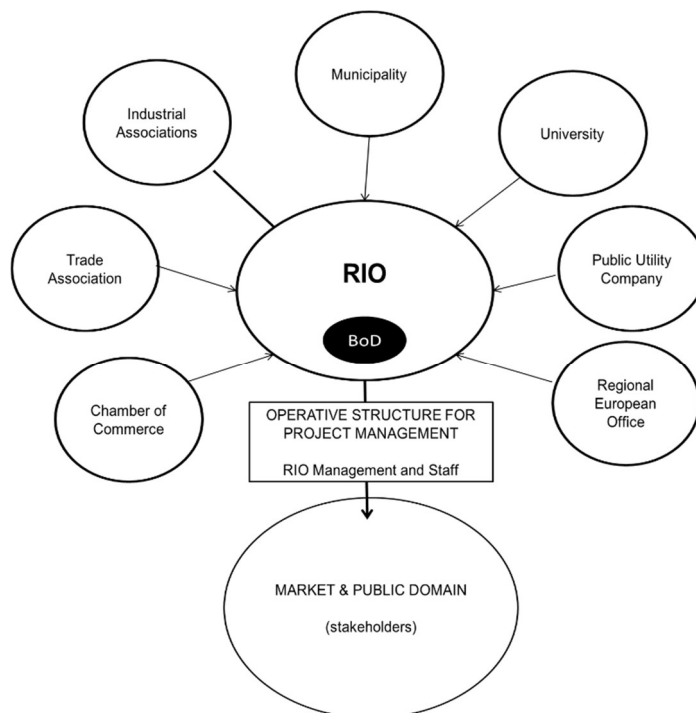 Municipality
Industrial
Associations
University
Trade
Association
RIO
Public Utility
Company
BoD
Chamber of
Commerce
Regional
European
Office
OPERATIVE STRUCTURE FOR
PROJECT MANAGEMENT
RIO Management and Staff
MARKET & PUBLIC DOMAIN
(stakeholders)